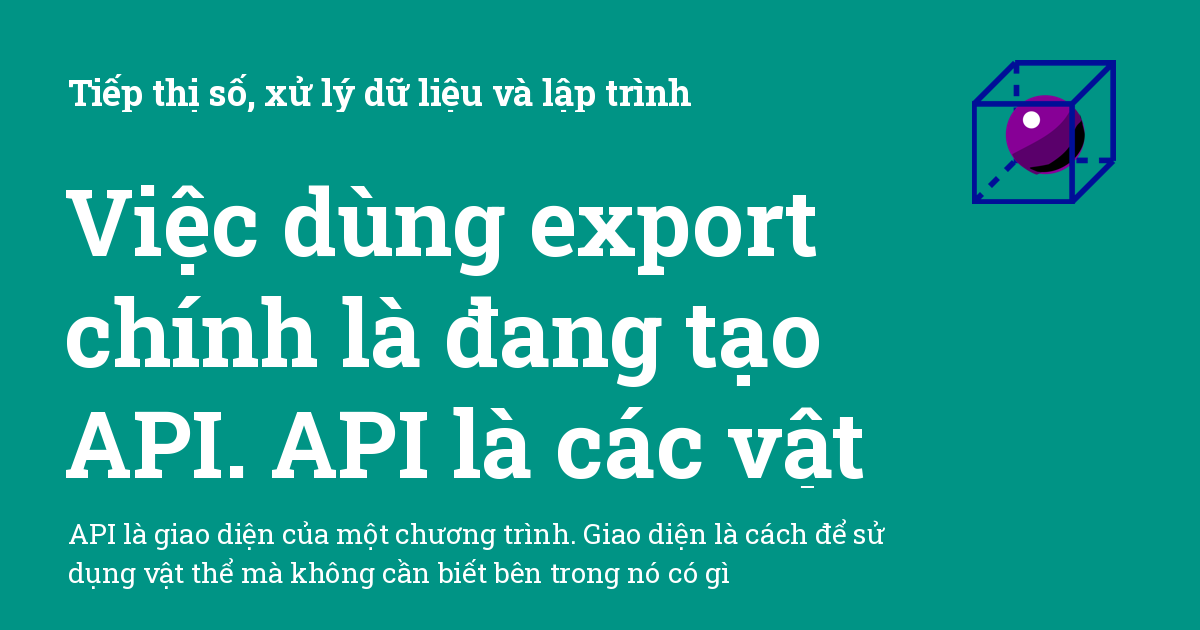 Tiếp thị số, xử lý dữ liệu và lập trình
Việc dùng export
chính là đang tạo
API. API là các vật
API là giao diện của một chương trình. Giao diện là cách để sử
dụng vật thể mà không cần biết bên trong nó có gì